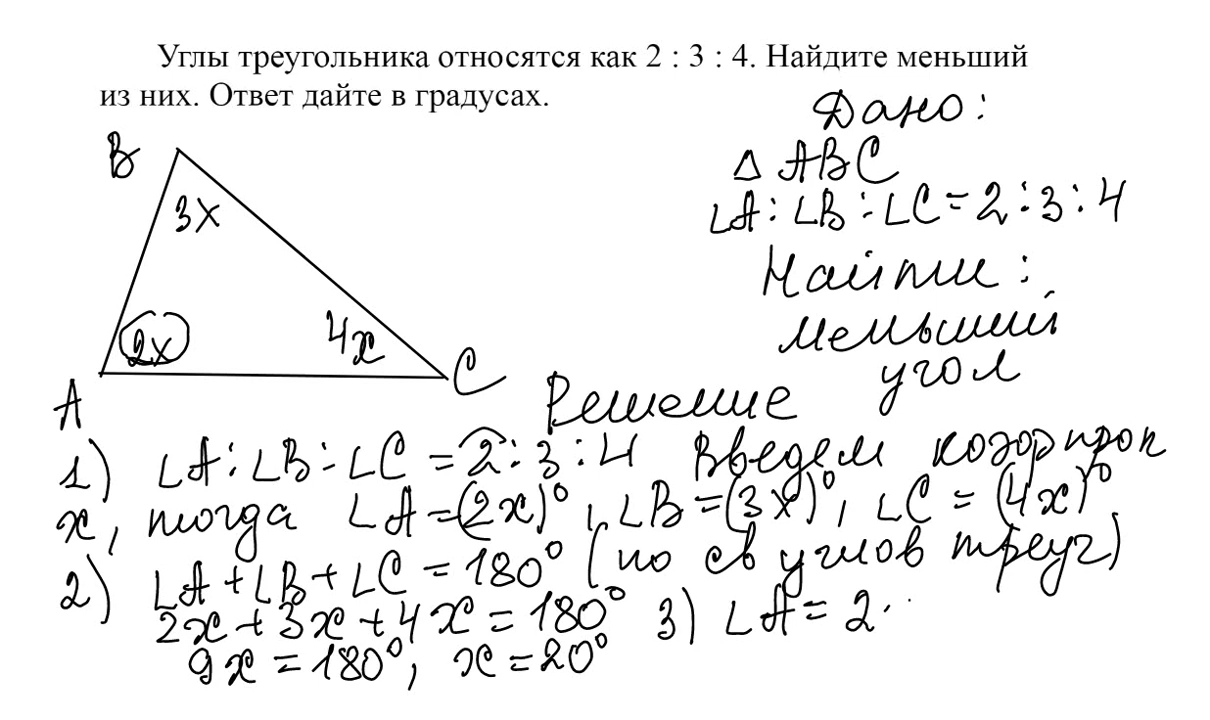 Углы треугольника относятся как 2 : 3 : 4. Найдите меньший
из них. Ответ дайте в градусах.
Дано:
△ ABC
∠A:∠B:∠C=2:3:4
Найти:
меньший
угол
B
3x
2x
4x
A
C
Решение
1) ∠A:∠B:∠C=2:3:4 Введем коэф проп
x, тогда ∠A=(2x)°, ∠B=(3x)°, ∠C=(4x)°
2) ∠A+∠B+∠C=180° (по св углов треуг)
2x+3x+4x=180° 3) ∠A=2·
9x=180°, x=20°